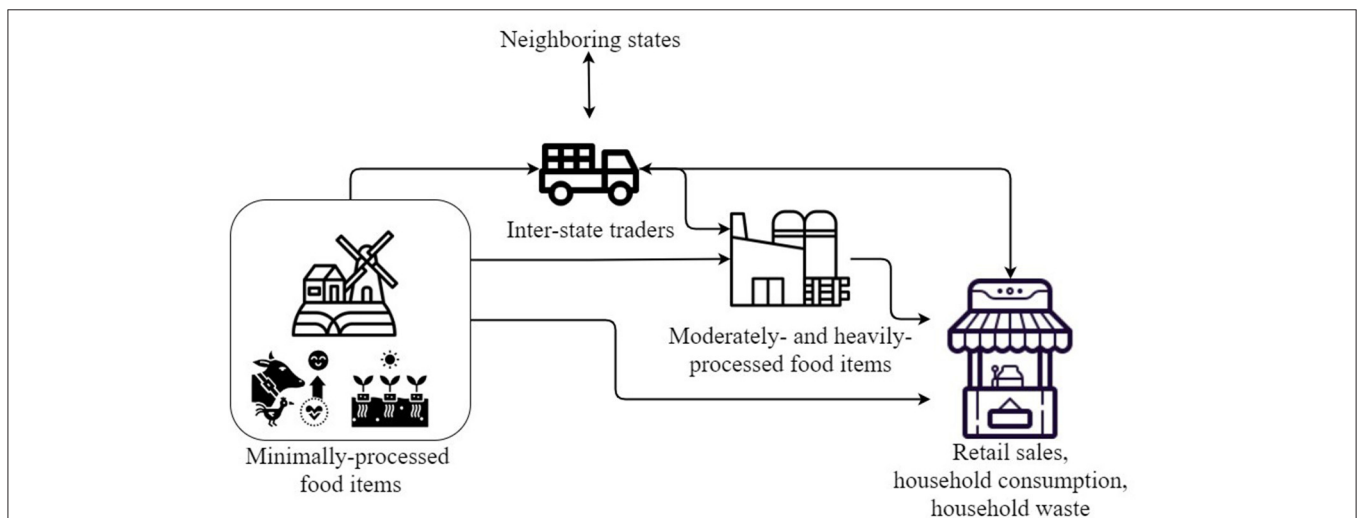 Neighboring states
Inter-state traders
Moderately- and heavily-
processed food items
Minimally-processed
food items
Retail sales,
household consumption,
household waste